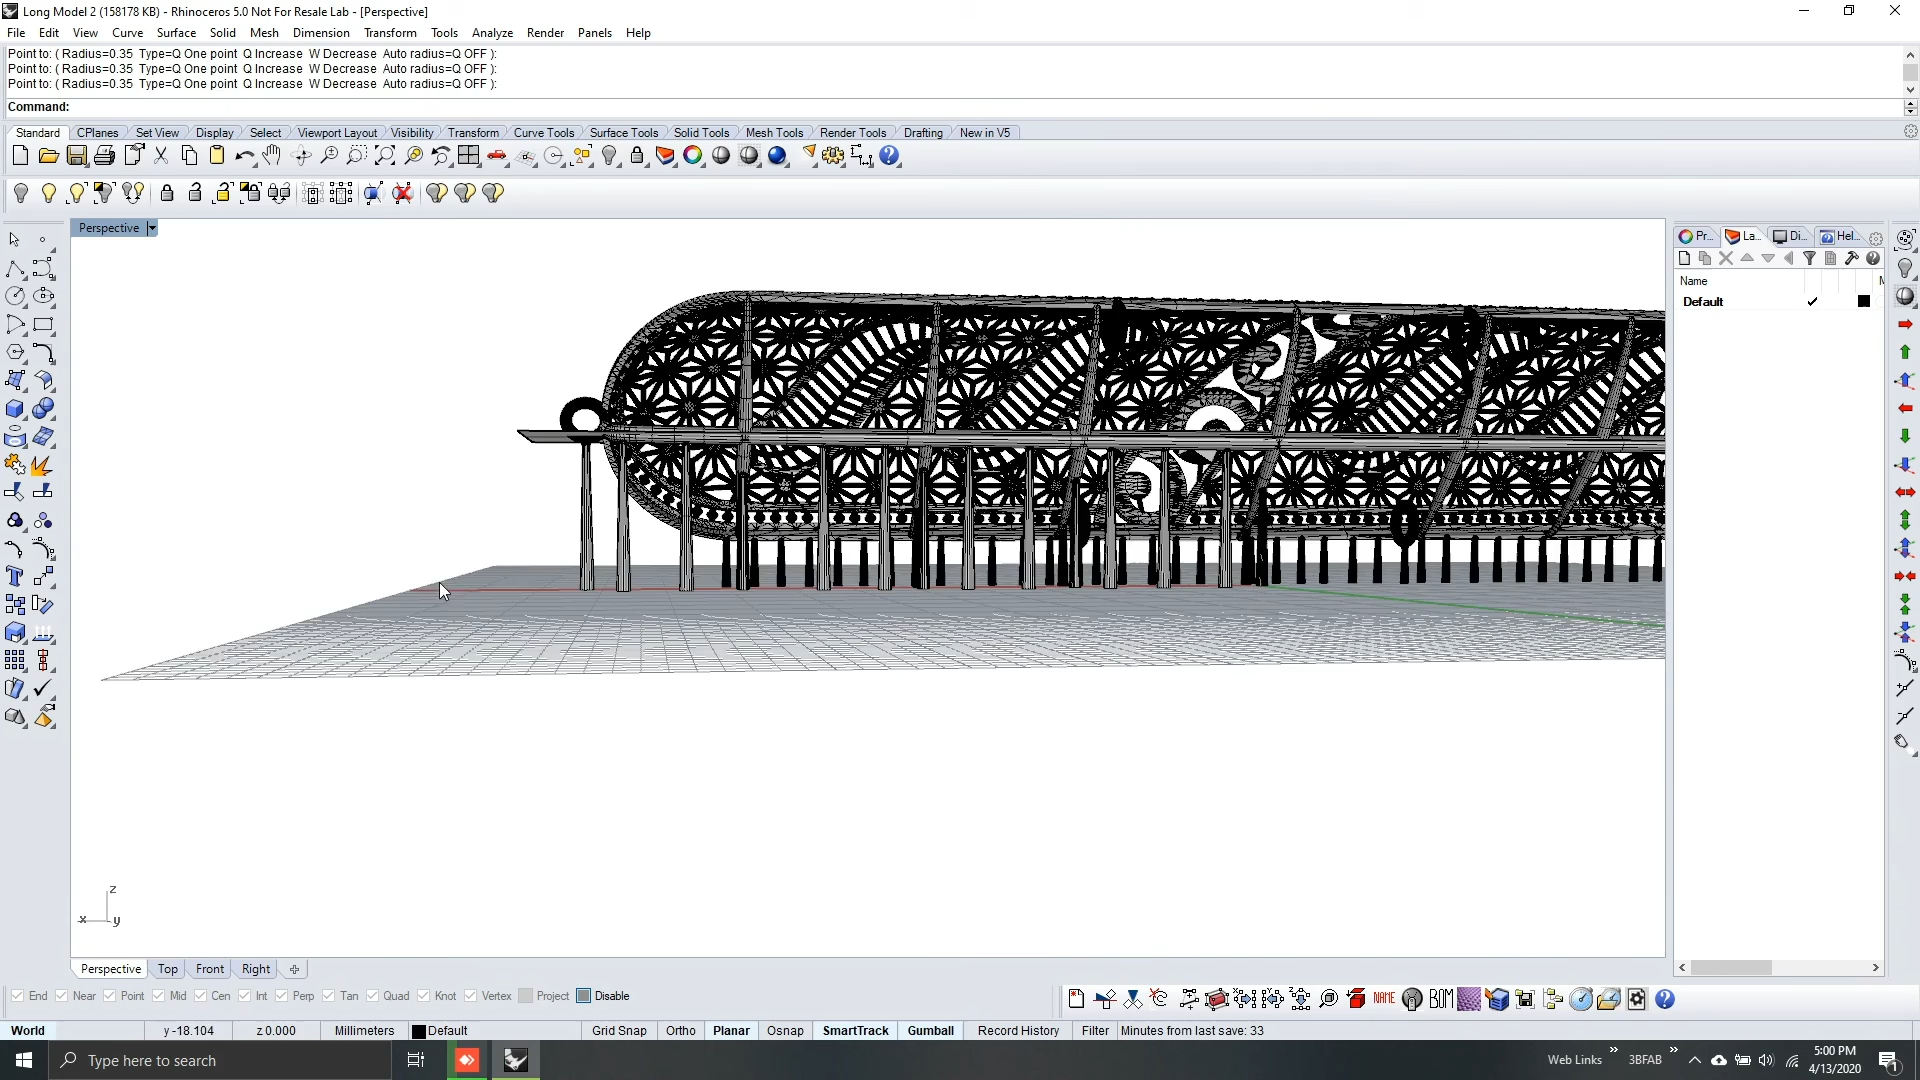 Long Model 2 (158178 KB) - Rhinoceros 5.0 Not For Resale Lab - [Perspective]
File Edit View Curve Surface Solid Mesh Dimension Transform Tools Analyze Render Panels Help
Point to: ( Radius=0.35 Type=Q One point Q Increase W Decrease Auto radius=Q OFF ):
Point to: ( Radius=0.35 Type=Q One point Q Increase W Decrease Auto radius=Q OFF ):
Point to: ( Radius=0.35 Type=Q One point Q Increase W Decrease Auto radius=Q OFF ):
Command:
Standard CPlanes Set View Display Select Viewport Layout Visibility Transform Curve Tools Surface Tools Solid Tools Mesh Tools Render Tools Drafting New in V5
Perspective
Pr... La... Di... Hel...
Name
Default
z
x y
Perspective Top Front Right
End Near Point Mid Cen Int Perp Tan Quad Knot Vertex Project Disable
NAME BOM
World y -18.104 z 0.000 Millimeters Default Grid Snap Ortho Planar Osnap SmartTrack Gumball Record History Filter Minutes from last save: 33
Type here to search
Web Links 3BFAB
5:00 PM
4/13/2020
1